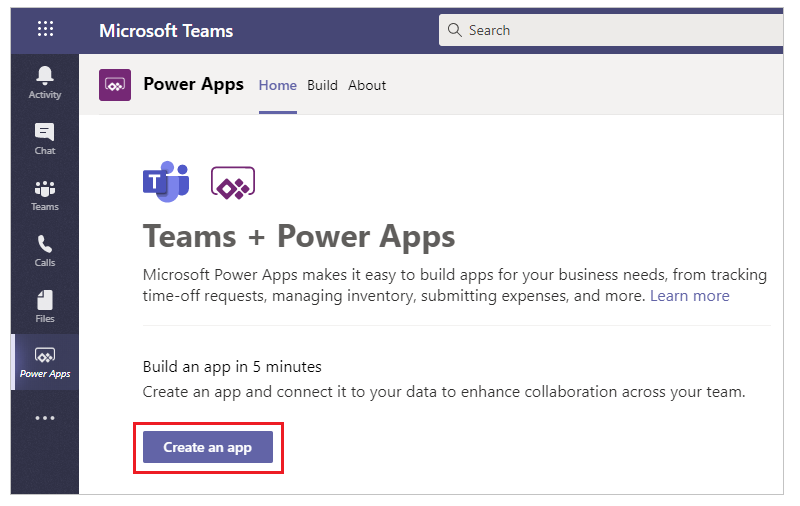 Microsoft Teams
Search
Activity
Chat
Teams
Calls
Files
Power Apps
Power Apps Home Build About
T
Teams + Power Apps
Microsoft Power Apps makes it easy to build apps for your business needs, from tracking
time-off requests, managing inventory, submitting expenses, and more. Learn more
Build an app in 5 minutes
Create an app and connect it to your data to enhance collaboration across your team.
Create an app